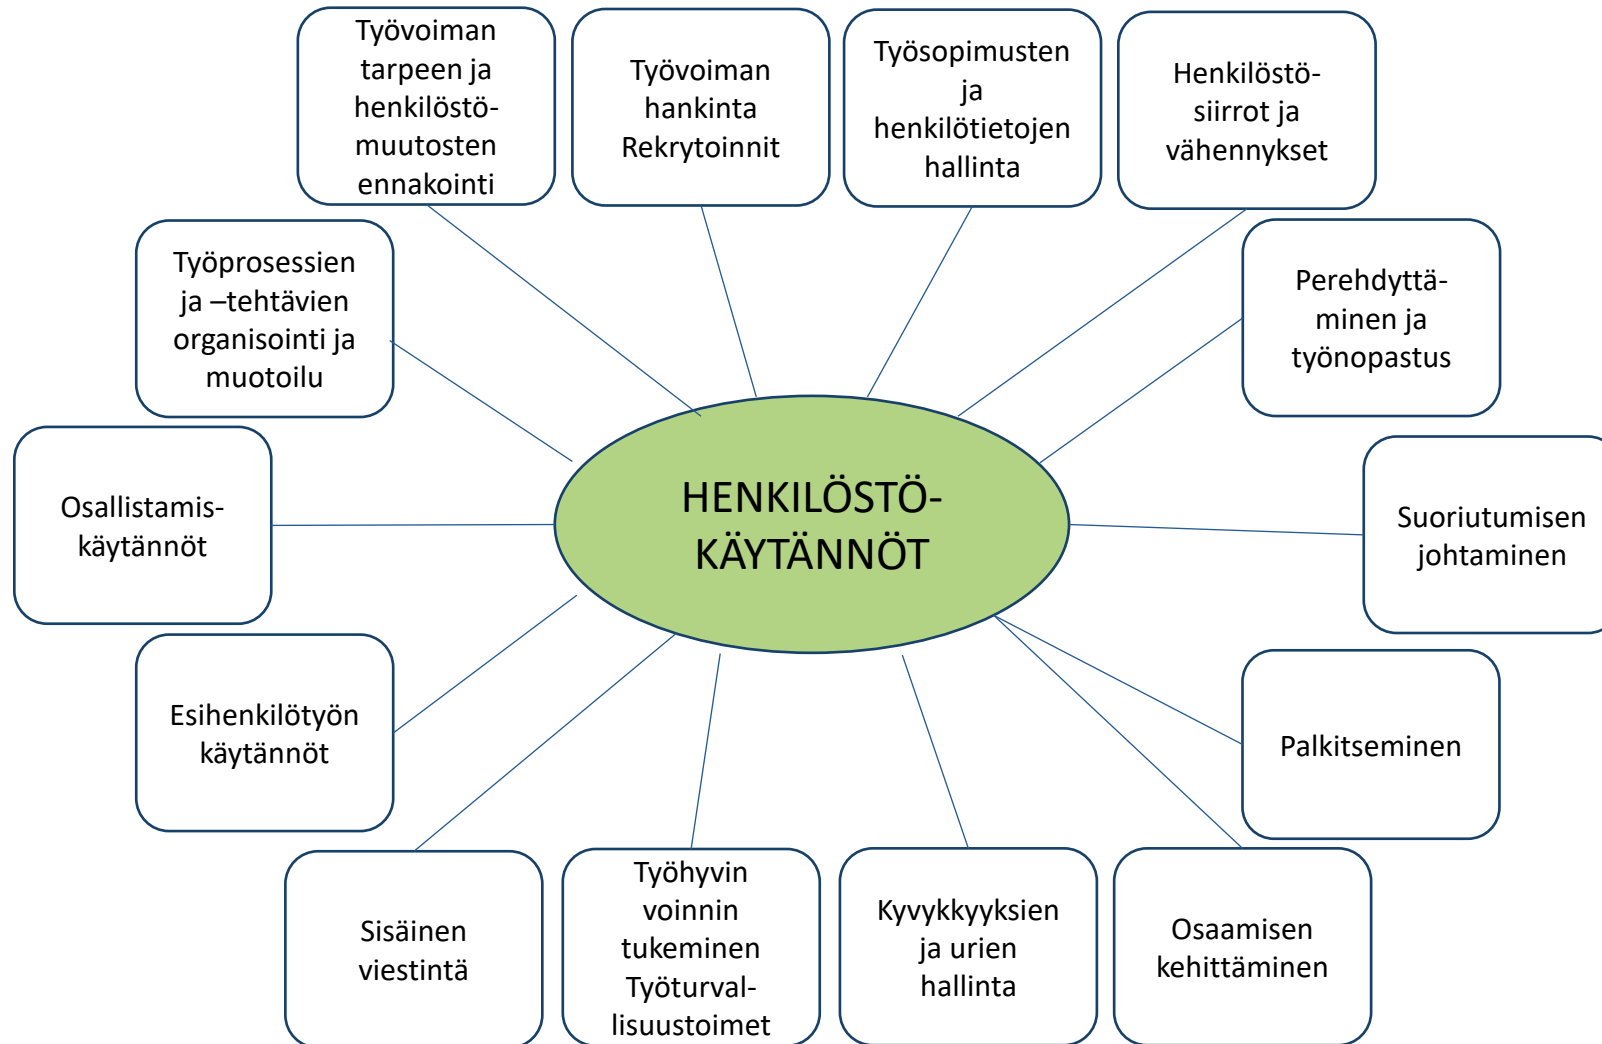 Työvoiman
tarpeen ja
henkilöstö-
muutosten
ennakointi
Työvoiman
hankinta
Rekrytoinnit
Työsopimusten
ja
henkilötietojen
hallinta
Henkilöstö-
siirrot ja
vähennykset
Työprosessien
ja –tehtävien
organisointi ja
muotoilu
Perehdyttä-
minen ja
työnopastus
Osallistamis-
käytännöt
HENKILÖSTÖ-
KÄYTÄNNÖT
Suoriutumisen
johtaminen
Esihenkilötyön
käytännöt
Palkitseminen
Sisäinen
viestintä
Työhyvin
voinnin
tukeminen
Työturval-
lisuustoimet
Kyvykkyyksien
ja urien
hallinta
Osaamisen
kehittäminen